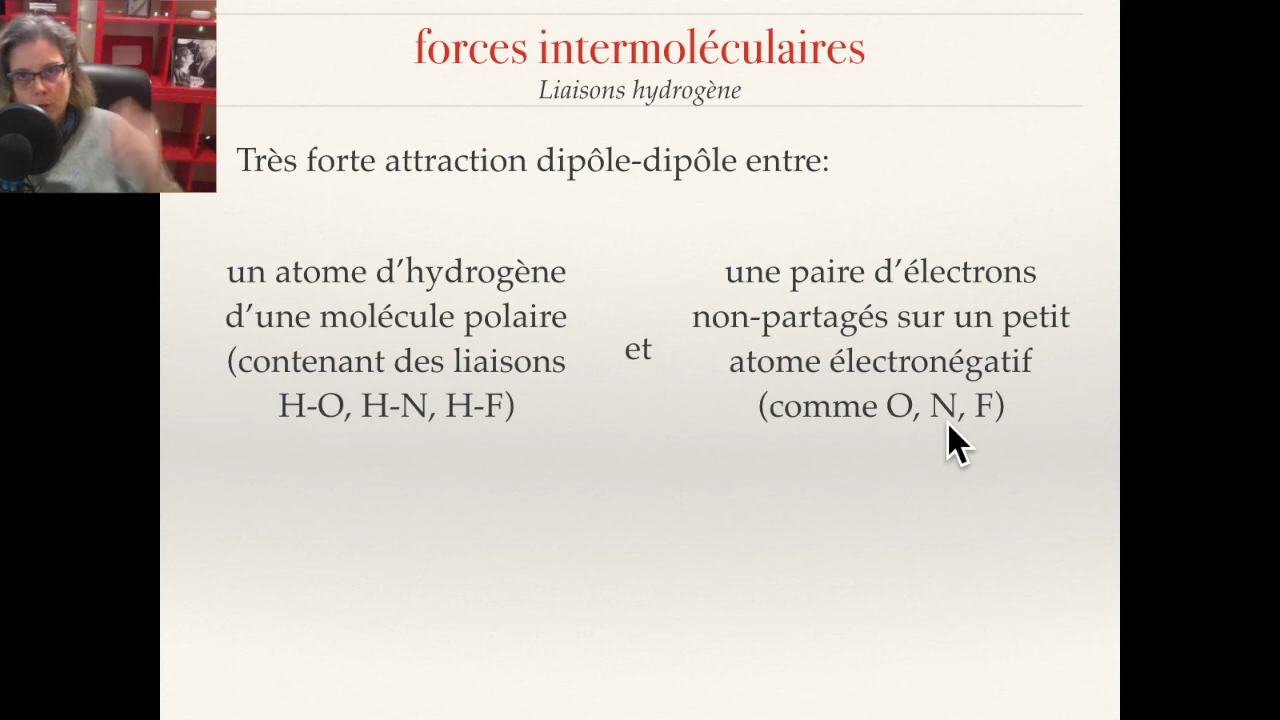 forces intermoléculaires
Liaisons hydrogène
Très forte attraction dipôle-dipôle entre:
un atome d’hydrogène
d’une molécule polaire
(contenant des liaisons
H-O, H-N, H-F)
et
une paire d’électrons
non-partagés sur un petit
atome électronégatif
(comme O, N, F)